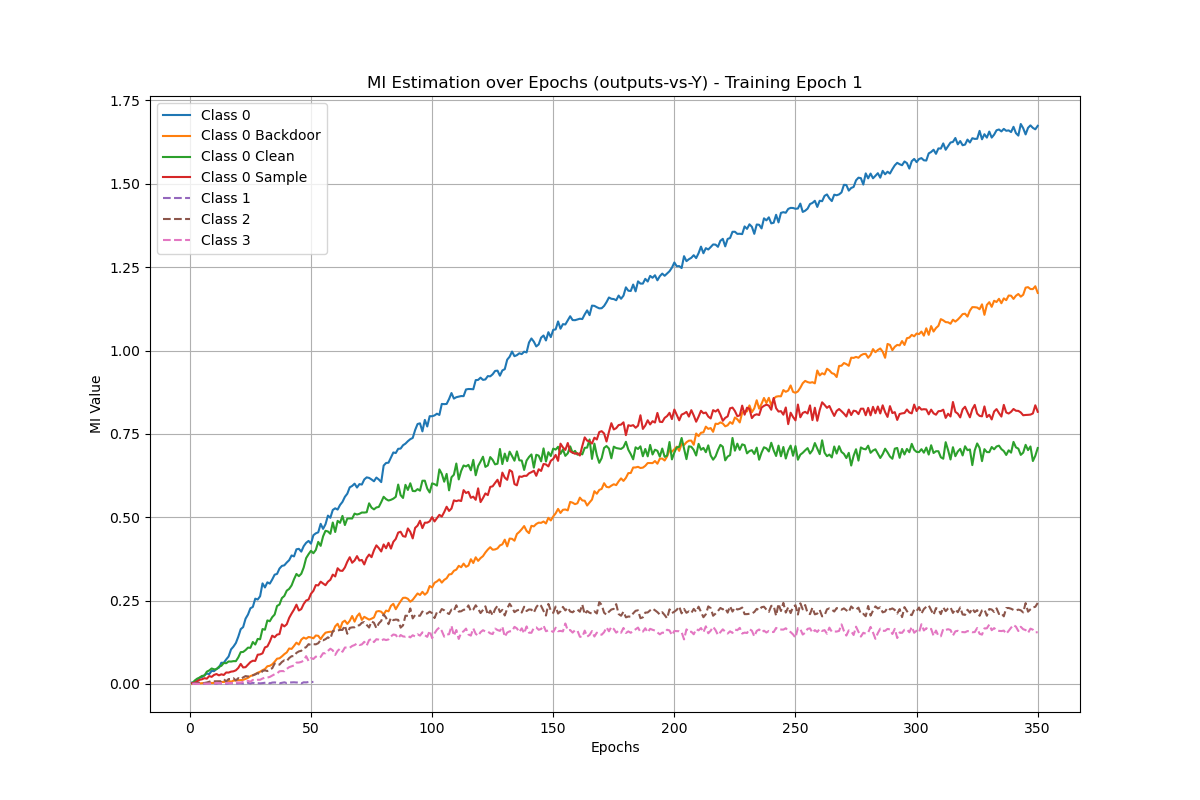 MI Estimation over Epochs (outputs-vs-Y) - Training Epoch 1
1.75
1.50
1.25
1.00
0.75
0.50
0.25
0.00
MI Value
Class 0
Class 0 Backdoor
Class 0 Clean
Class 0 Sample
Class 1
Class 2
Class 3
0 50 100 150 200 250 300 350
Epochs